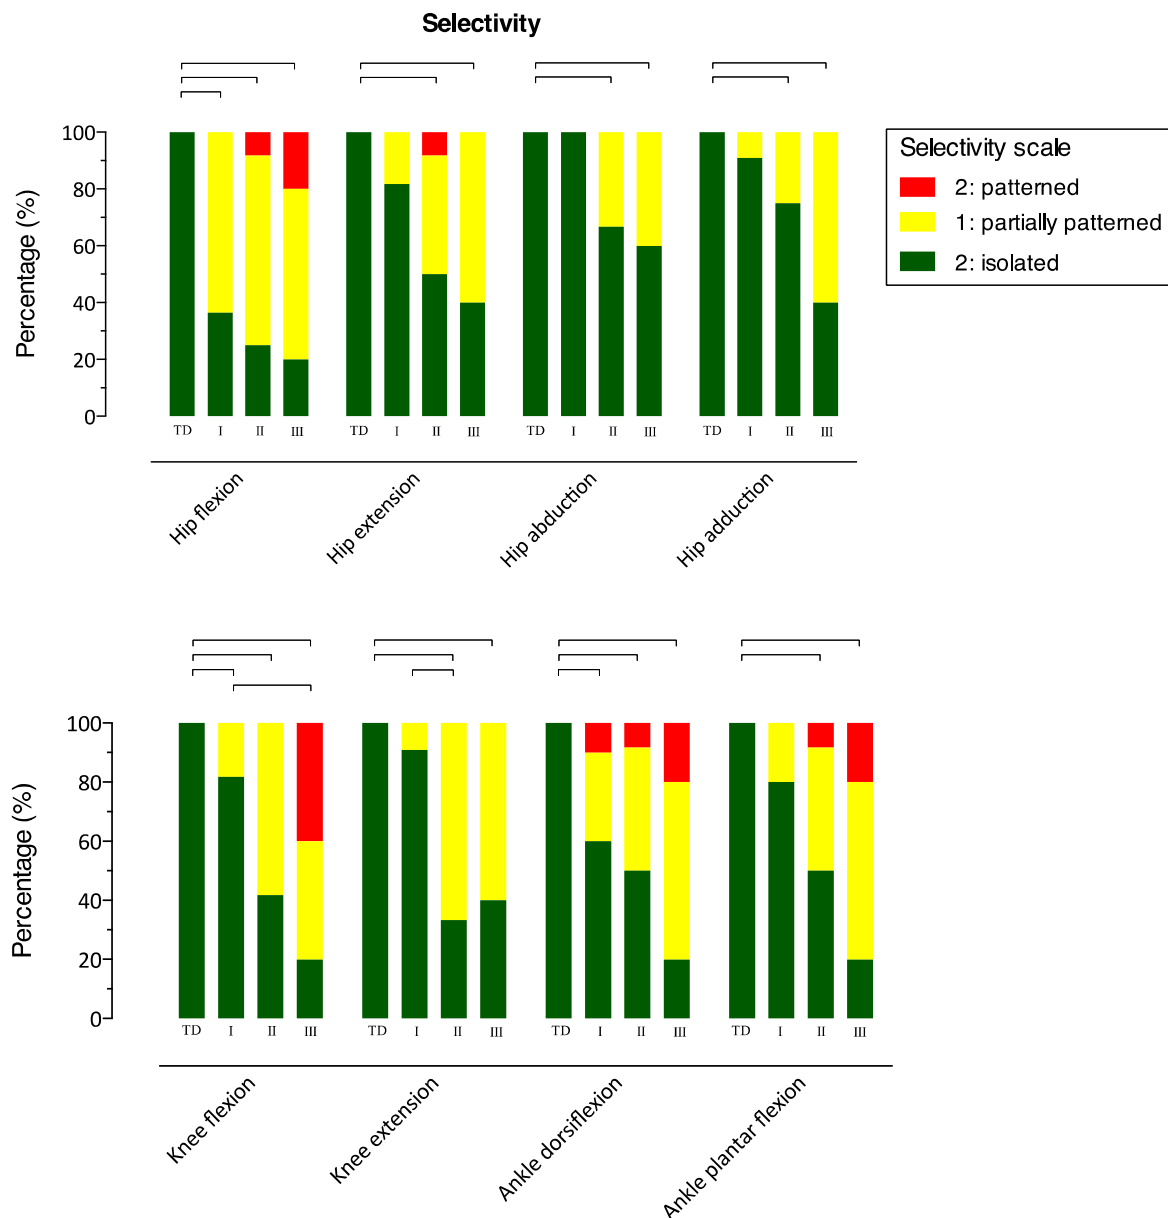 Selectivity
Percentage (%)
100
80
60
40
20
0
TD I II III TD I II III TD I II III TD I II III
Hip flexion
Hip extension
Hip abduction
Hip adduction
Selectivity scale
2: patterned
1: partially patterned
2: isolated
Percentage (%)
100
80
60
40
20
0
TD I II III TD I II III TD I II III TD I II III
Knee flexion
Knee extension
Ankle dorsiflexion
Ankle plantar flexion